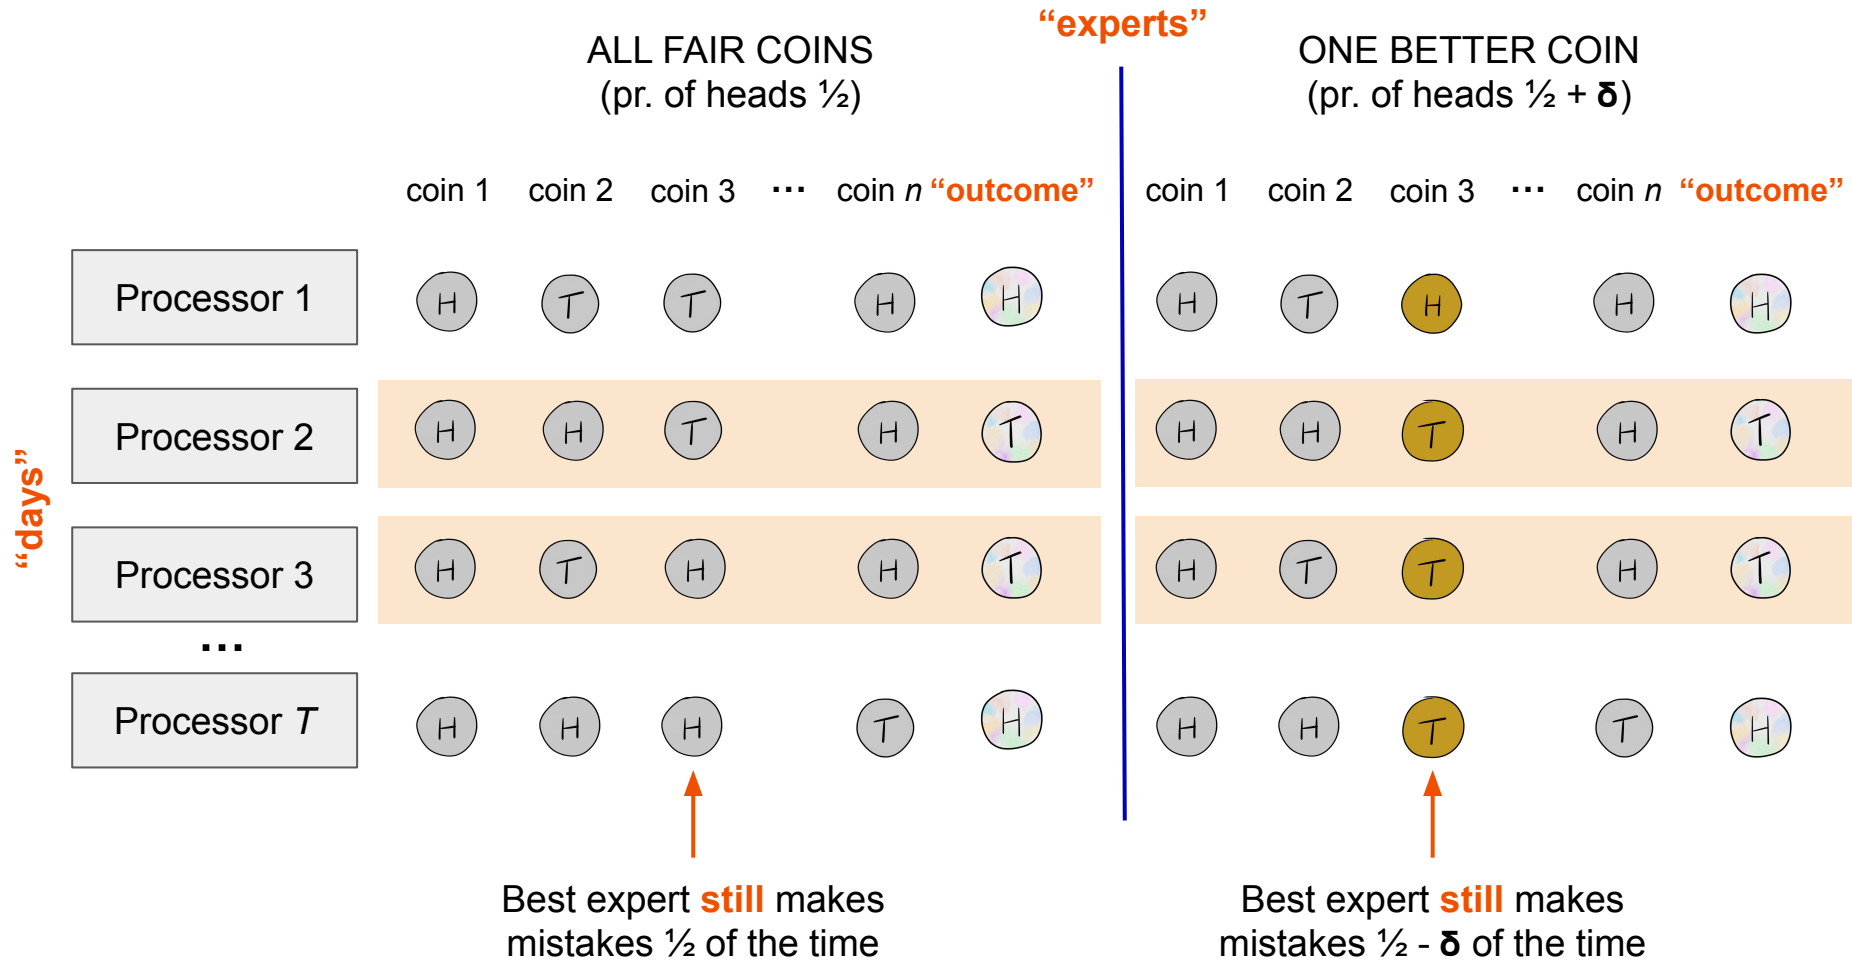 “experts”
ALL FAIR COINS
(pr. of heads ½)
ONE BETTER COIN
(pr. of heads ½ + δ)
coin 1 coin 2 coin 3 ... coin n “outcome”
coin 1 coin 2 coin 3 ... coin n “outcome”
“days”
Processor 1
H T T H H
H T H H H
Processor 2
H H T H T
H H T H T
Processor 3
H T H H T
H T T H T
...
Processor T
H H H T H
H H T T H
Best expert still makes
mistakes ½ of the time
Best expert still makes
mistakes ½ - δ of the time